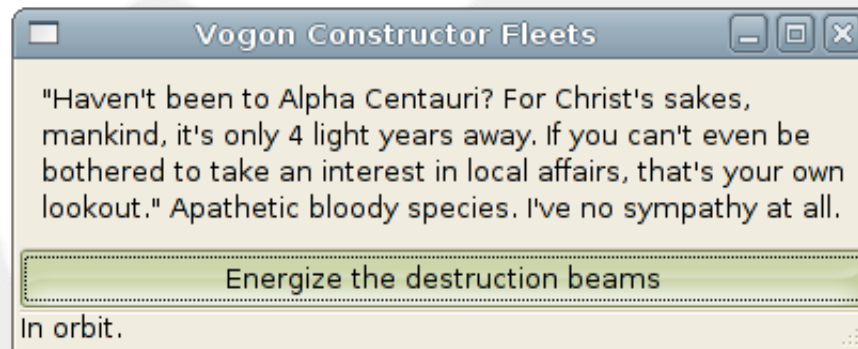 Vogon Constructor Fleets
"Haven't been to Alpha Centauri? For Christ's sakes,
mankind, it's only 4 light years away. If you can't even be
bothered to take an interest in local affairs, that's your own
lookout." Apathetic bloody species. I've no sympathy at all.
Energize the destruction beams
In orbit.